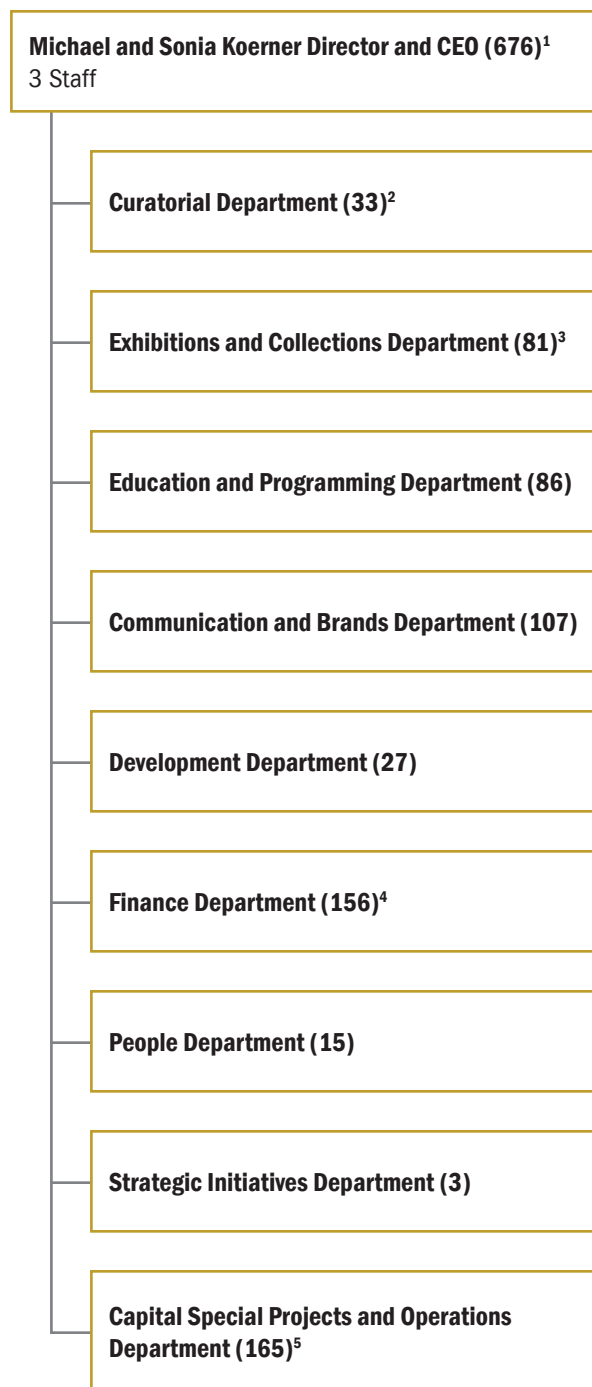 Michael and Sonia Koerner Director and CEO (676)¹
3 Staff
Curatorial Department (33)²
Exhibitions and Collections Department (81)³
Education and Programming Department (86)
Communication and Brands Department (107)
Development Department (27)
Finance Department (156)⁴
People Department (15)
Strategic Initiatives Department (3)
Capital Special Projects and Operations
Department (165)⁵